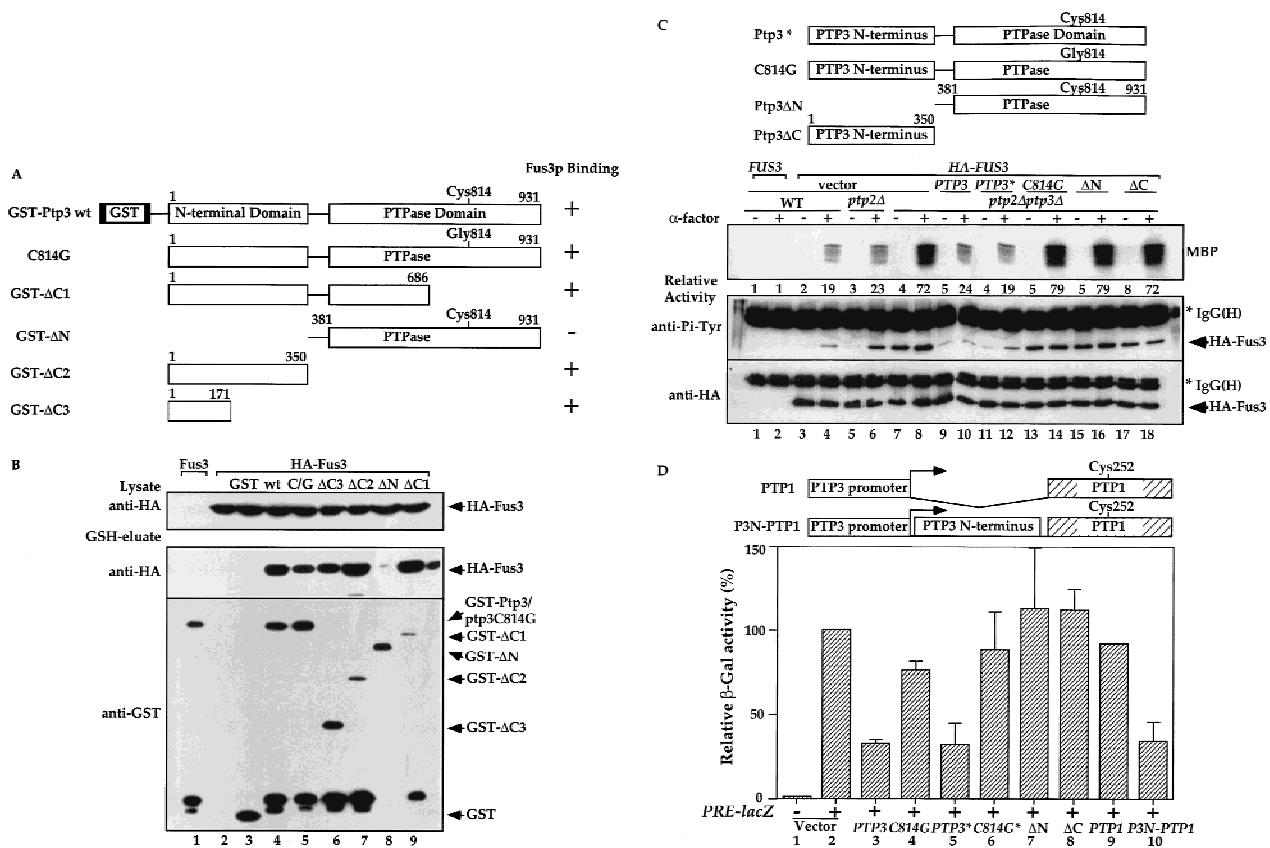 A
Fus3p Binding
1 Cys814 931
GST-Ptp3 wt GST N-terminal Domain PTPase Domain +
Gly814 931
C814G PTPase +
1 686
GST-ΔC1 +
381 Cys814 931
GST-ΔN PTPase -
1 350
GST-ΔC2 +
1 171
GST-ΔC3 +
B
Fus3 HA-Fus3
Lysate GST wt C/G ΔC3 ΔC2 ΔN ΔC1
anti-HA HA-Fus3
GSH-eluate
anti-HA HA-Fus3
GST-Ptp3/
ptp3C814G
GST-ΔC1
GST-ΔN
GST-ΔC2
anti-GST
GST-ΔC3
GST
1 2 3 4 5 6 7 8 9
C
Cys814
Ptp3 * PTP3 N-terminus PTPase Domain
Gly814
C814G PTP3 N-terminus PTPase
381 Cys814 931
Ptp3ΔN PTPase
1 350
Ptp3ΔC PTP3 N-terminus
FUS3 HA-FUS3
vector PTP3 PTP3* C814G ΔN ΔC
WT ptp2Δ ptp2Δptp3Δ
α-factor - + - + - + - + - + - + - + - + - +
MBP
Relative Activity 1 1 2 19 3 23 4 72 5 24 4 19 5 79 5 79 8 72
anti-Pi-Tyr * IgG(H)
HA-Fus3
anti-HA * IgG(H)
HA-Fus3
1 2 3 4 5 6 7 8 9 10 11 12 13 14 15 16 17 18
D
Cys252
PTP1 PTP3 promoter PTP1
Cys252
P3N-PTP1 PTP3 promoter PTP3 N-terminus PTP1
Relative β-Gal activity (%)
150
100
50
0
PRE-lacZ - + + + + + + + + +
Vector PTP3 C814G PTP3* C814G* ΔN ΔC PTP1 P3N-PTP1
1 2 3 4 5 6 7 8 9 10